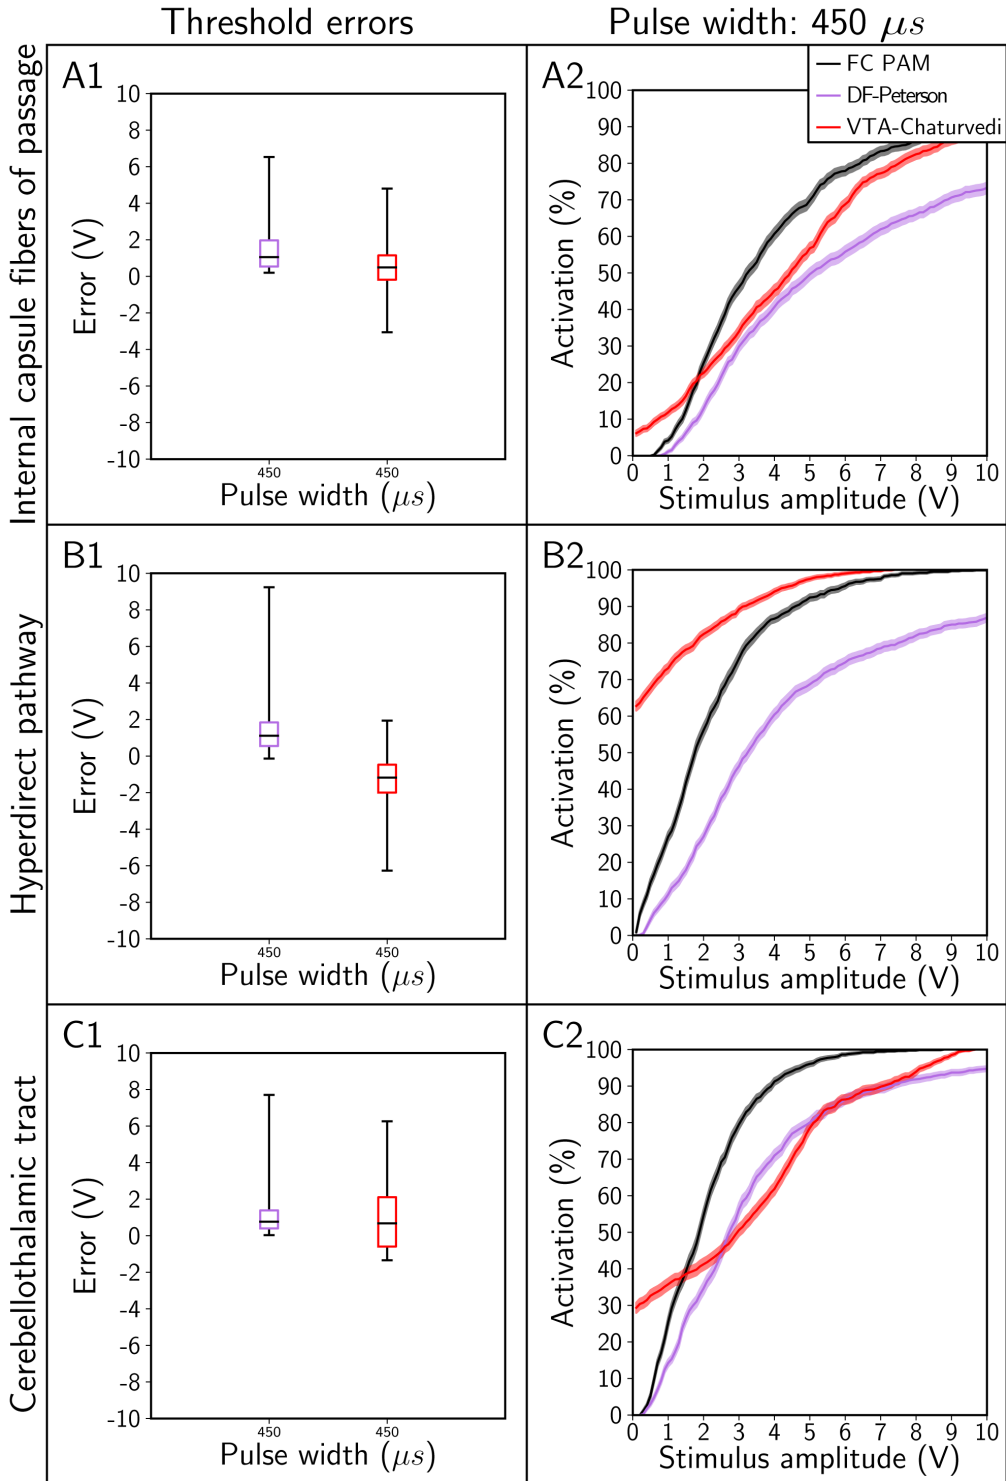 Threshold errors
Pulse width: 450 μs
Internal capsule fibers of passage
A1
10
8
6
4
2
0
-2
-4
-6
-8
-10
Error (V)
450
450
Pulse width (μs)
A2
FC PAM
DF-Peterson
VTA-Chaturvedi
100
90
80
70
60
50
40
30
20
10
0
Activation (%)
0 1 2 3 4 5 6 7 8 9 10
Stimulus amplitude (V)
Hyperdirect pathway
B1
10
8
6
4
2
0
-2
-4
-6
-8
-10
Error (V)
450
450
Pulse width (μs)
B2
100
90
80
70
60
50
40
30
20
10
0
Activation (%)
0 1 2 3 4 5 6 7 8 9 10
Stimulus amplitude (V)
Cerebellothalamic tract
C1
10
8
6
4
2
0
-2
-4
-6
-8
-10
Error (V)
450
450
Pulse width (μs)
C2
100
90
80
70
60
50
40
30
20
10
0
Activation (%)
0 1 2 3 4 5 6 7 8 9 10
Stimulus amplitude (V)